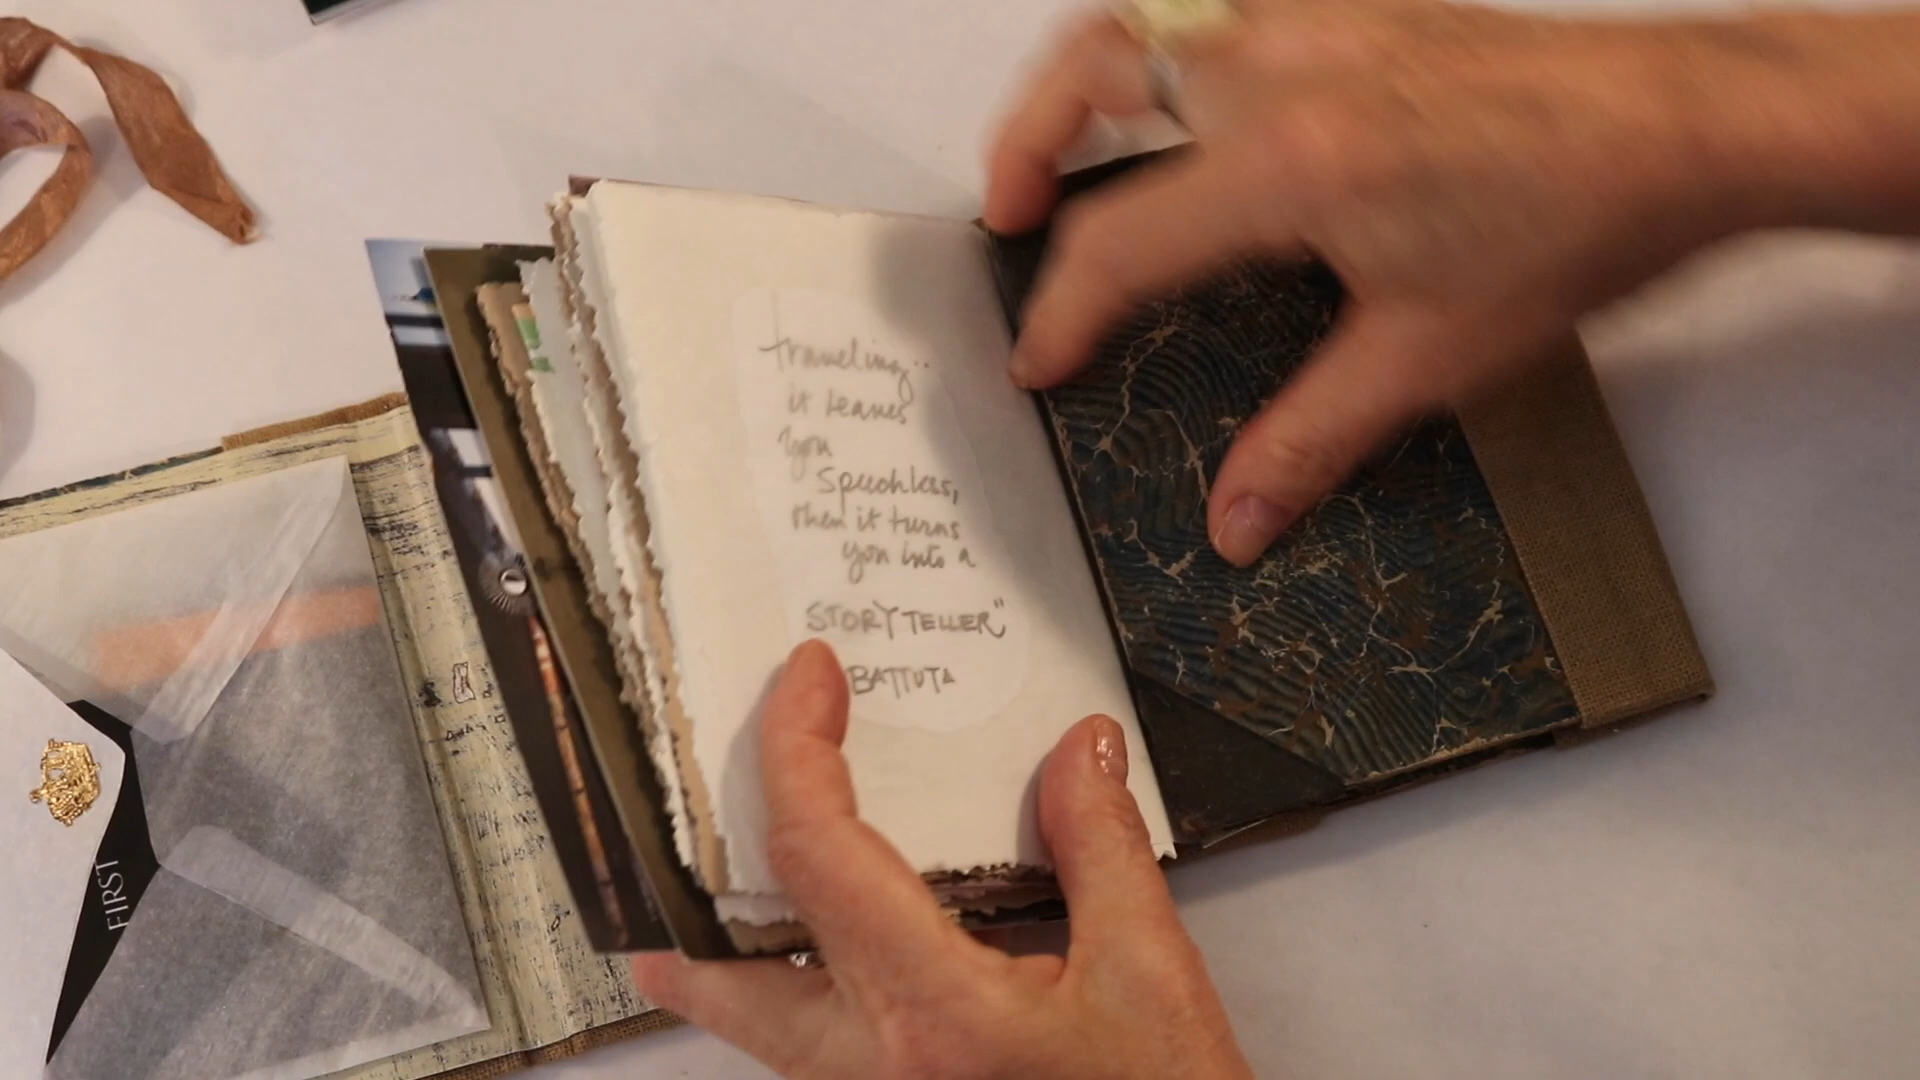 traveling..
it leaves
you
speechless,
then it turns
you into a
STORYTELLER"
BATTUTA
FIRST